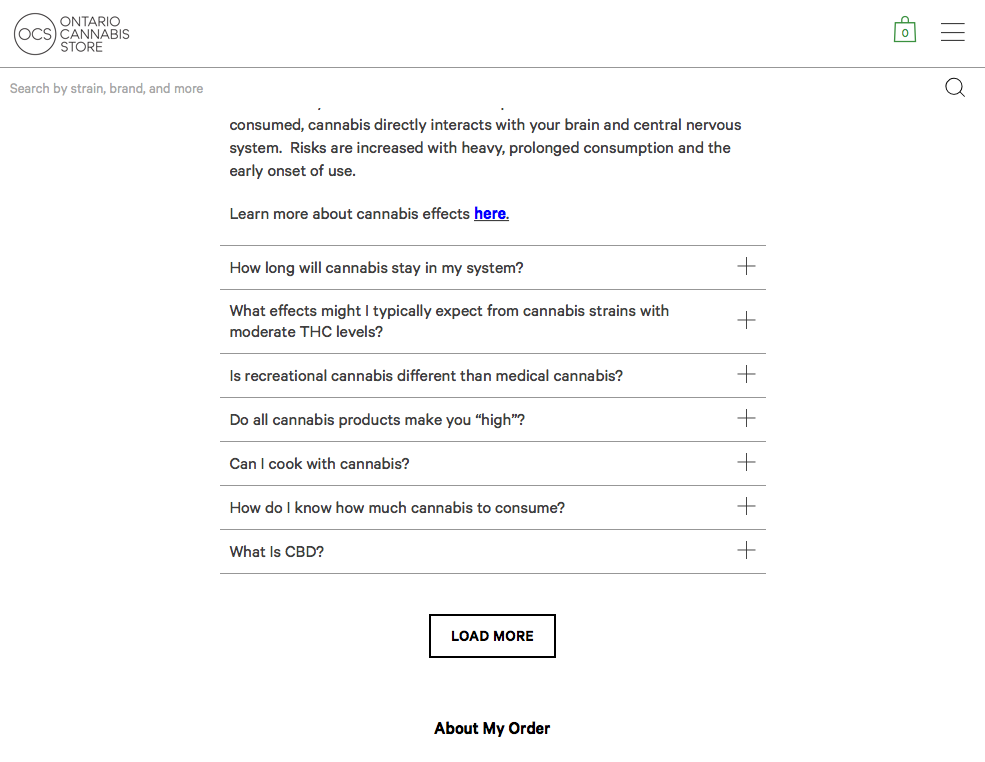 OCS
ONTARIO
CANNABIS
STORE
0
Search by strain, brand, and more
consumed, cannabis directly interacts with your brain and central nervous
system.  Risks are increased with heavy, prolonged consumption and the
early onset of use.
Learn more about cannabis effects here.
How long will cannabis stay in my system?
What effects might I typically expect from cannabis strains with
moderate THC levels?
Is recreational cannabis different than medical cannabis?
Do all cannabis products make you “high”?
Can I cook with cannabis?
How do I know how much cannabis to consume?
What Is CBD?
LOAD MORE
About My Order